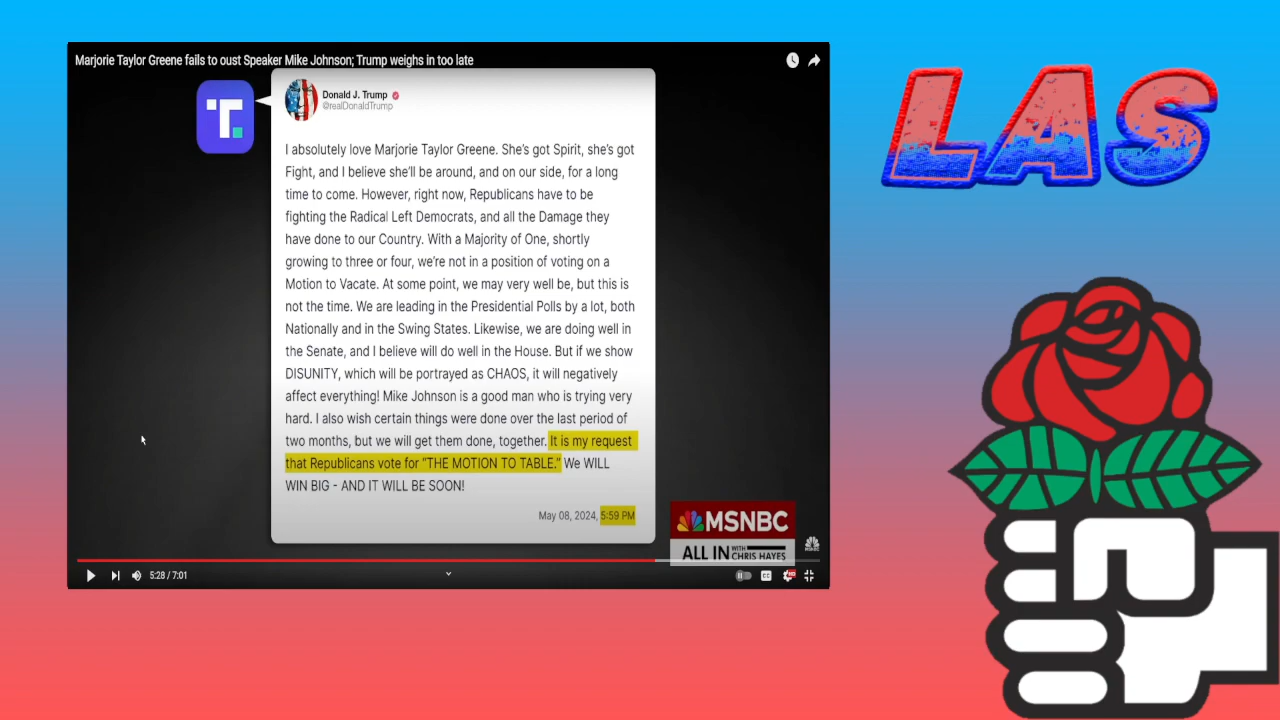 Marjorie Taylor Greene fails to oust Speaker Mike Johnson; Trump weighs in too late
LAS
T.
Donald J. Trump
@realDonaldTrump
I absolutely love Marjorie Taylor Greene. She's got Spirit, she's got
Fight, and I believe she'll be around, and on our side, for a long
time to come. However, right now, Republicans have to be
fighting the Radical Left Democrats, and all the Damage they
have done to our Country. With a Majority of One, shortly
growing to three or four, we're not in a position of voting on a
Motion to Vacate. At some point, we may very well be, but this is
not the time. We are leading in the Presidential Polls by a lot, both
Nationally and in the Swing States. Likewise, we are doing well in
the Senate, and I believe will do well in the House. But if we show
DISUNITY, which will be portrayed as CHAOS, it will negatively
affect everything! Mike Johnson is a good man who is trying very
hard. I also wish certain things were done over the last period of
two months, but we will get them done, together. It is my request
that Republicans vote for "THE MOTION TO TABLE." We WILL
WIN BIG - AND IT WILL BE SOON!
May 08, 2024, 5:59 PM
MSNBC
ALL IN WITH CHRIS HAYES
MSNBC
5:28 / 7:01
CC
HD